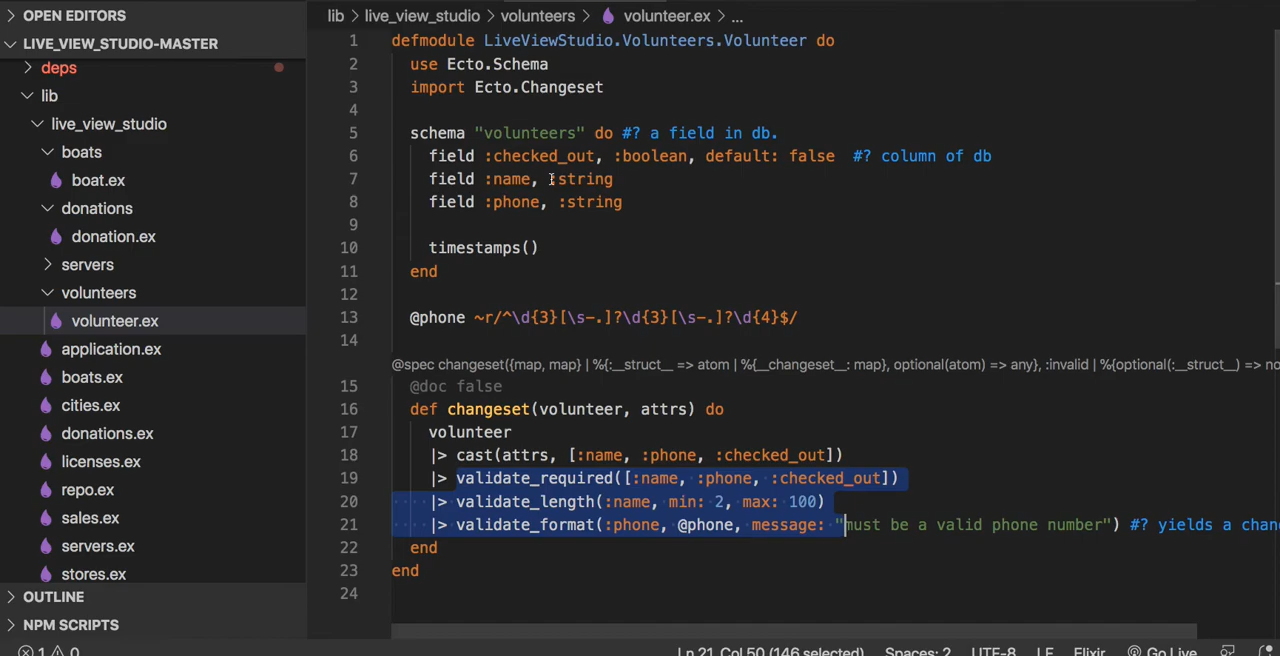 OPEN EDITORS
LIVE_VIEW_STUDIO-MASTER
deps
lib
live_view_studio
boats
boat.ex
donations
donation.ex
servers
volunteers
volunteer.ex
application.ex
boats.ex
cities.ex
donations.ex
licenses.ex
repo.ex
sales.ex
servers.ex
stores.ex
OUTLINE
NPM SCRIPTS
lib > live_view_studio > volunteers > volunteer.ex > ...
1 defmodule LiveViewStudio.Volunteers.Volunteer do
2 use Ecto.Schema
3 import Ecto.Changeset
4
5 schema "volunteers" do #? a field in db.
6 field :checked_out, :boolean, default: false #? column of db
7 field :name, :string
8 field :phone, :string
9
10 timestamps()
11 end
12
13 @phone ~r/^\d{3}[\s-.]?\d{3}[\s-.]?\d{4}$/
14
@spec changeset({map, map} | %{:__struct__ => atom | %{__changeset__: map}, optional(atom) => any}, :invalid | %{optional(:__struct__) => no
15 @doc false
16 def changeset(volunteer, attrs) do
17 volunteer
18 |> cast(attrs, [:name, :phone, :checked_out])
19 |> validate_required([:name, :phone, :checked_out])
20 |> validate_length(:name, min: 2, max: 100)
21 |> validate_format(:phone, @phone, message: "must be a valid phone number") #? yields a chan
22 end
23 end
24
1 0 Ln 21, Col 50 (146 selected) Spaces: 2 UTF-8 LF Elixir Go Live